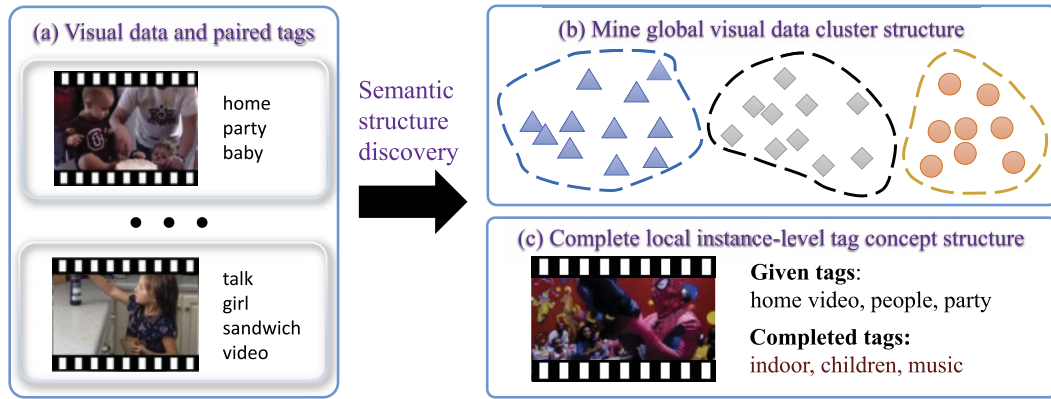 (a) Visual data and paired tags
home
party
baby
talk
girl
sandwich
video
Semantic
structure
discovery
(b) Mine global visual data cluster structure
(c) Complete local instance-level tag concept structure
Given tags:
home video, people, party
Completed tags:
indoor, children, music